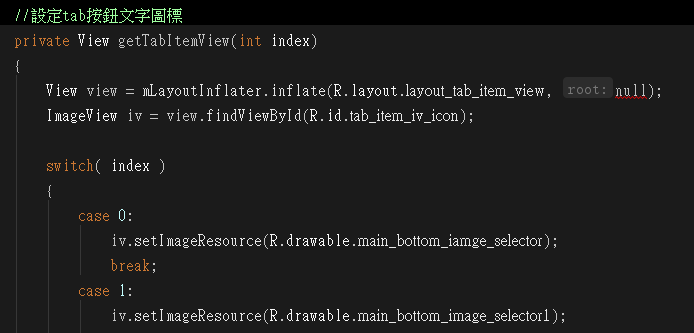 //設定tab按鈕文字圖標
private View getTabItemView(int index)
{
View view = mLayoutInflater.inflate(R.layout.layout_tab_item_view, root: null);
ImageView iv = view.findViewById(R.id.tab_item_iv_icon);
switch( index )
{
case 0:
iv.setImageResource(R.drawable.main_bottom_iamge_selector);
break;
case 1:
iv.setImageResource(R.drawable.main_bottom_image_selector1);